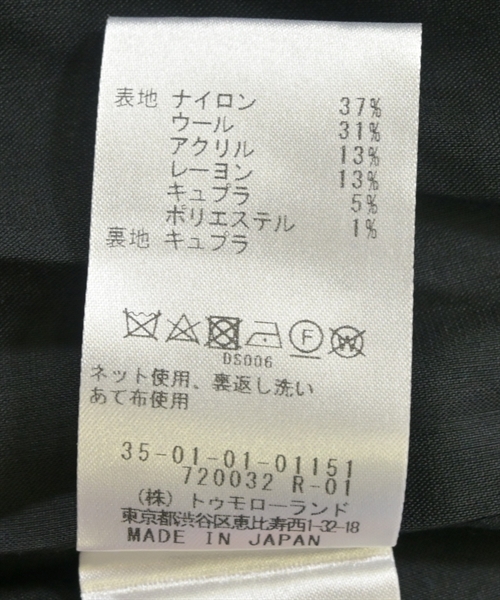 表地 ナイロン 37%
ウール 31%
アクリル 13%
レーヨン 13%
キュプラ 5%
ポリエステル 1%
裏地 キュプラ
F W
DS006
ネット使用、裏返し洗い
あて布使用
35-01-01-01151
720032 R-01
(株) トゥモローランド
東京都渋谷区恵比寿西1-32-18
MADE IN JAPAN